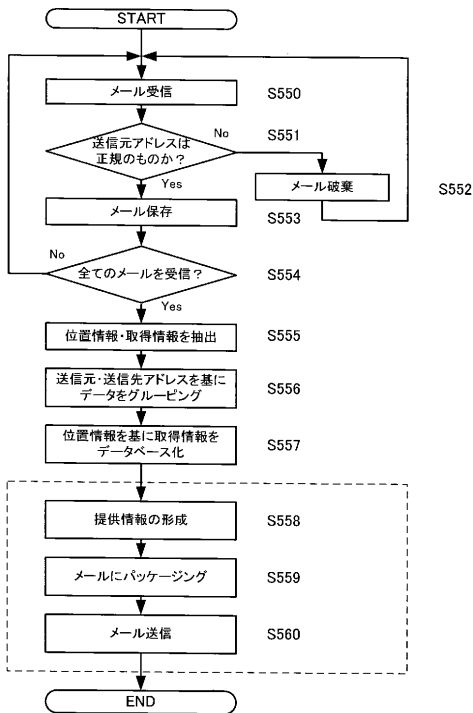 START
メール受信
S550
送信元アドレスは
正規のものか？
No
S551
Yes
メール破棄
S552
メール保存
S553
No
全てのメールを受信？
S554
Yes
位置情報・取得情報を抽出
S555
送信元・送信先アドレスを基に
データをグルーピング
S556
位置情報を基に取得情報を
データベース化
S557
提供情報の形成
S558
メールにパッケージング
S559
メール送信
S560
END